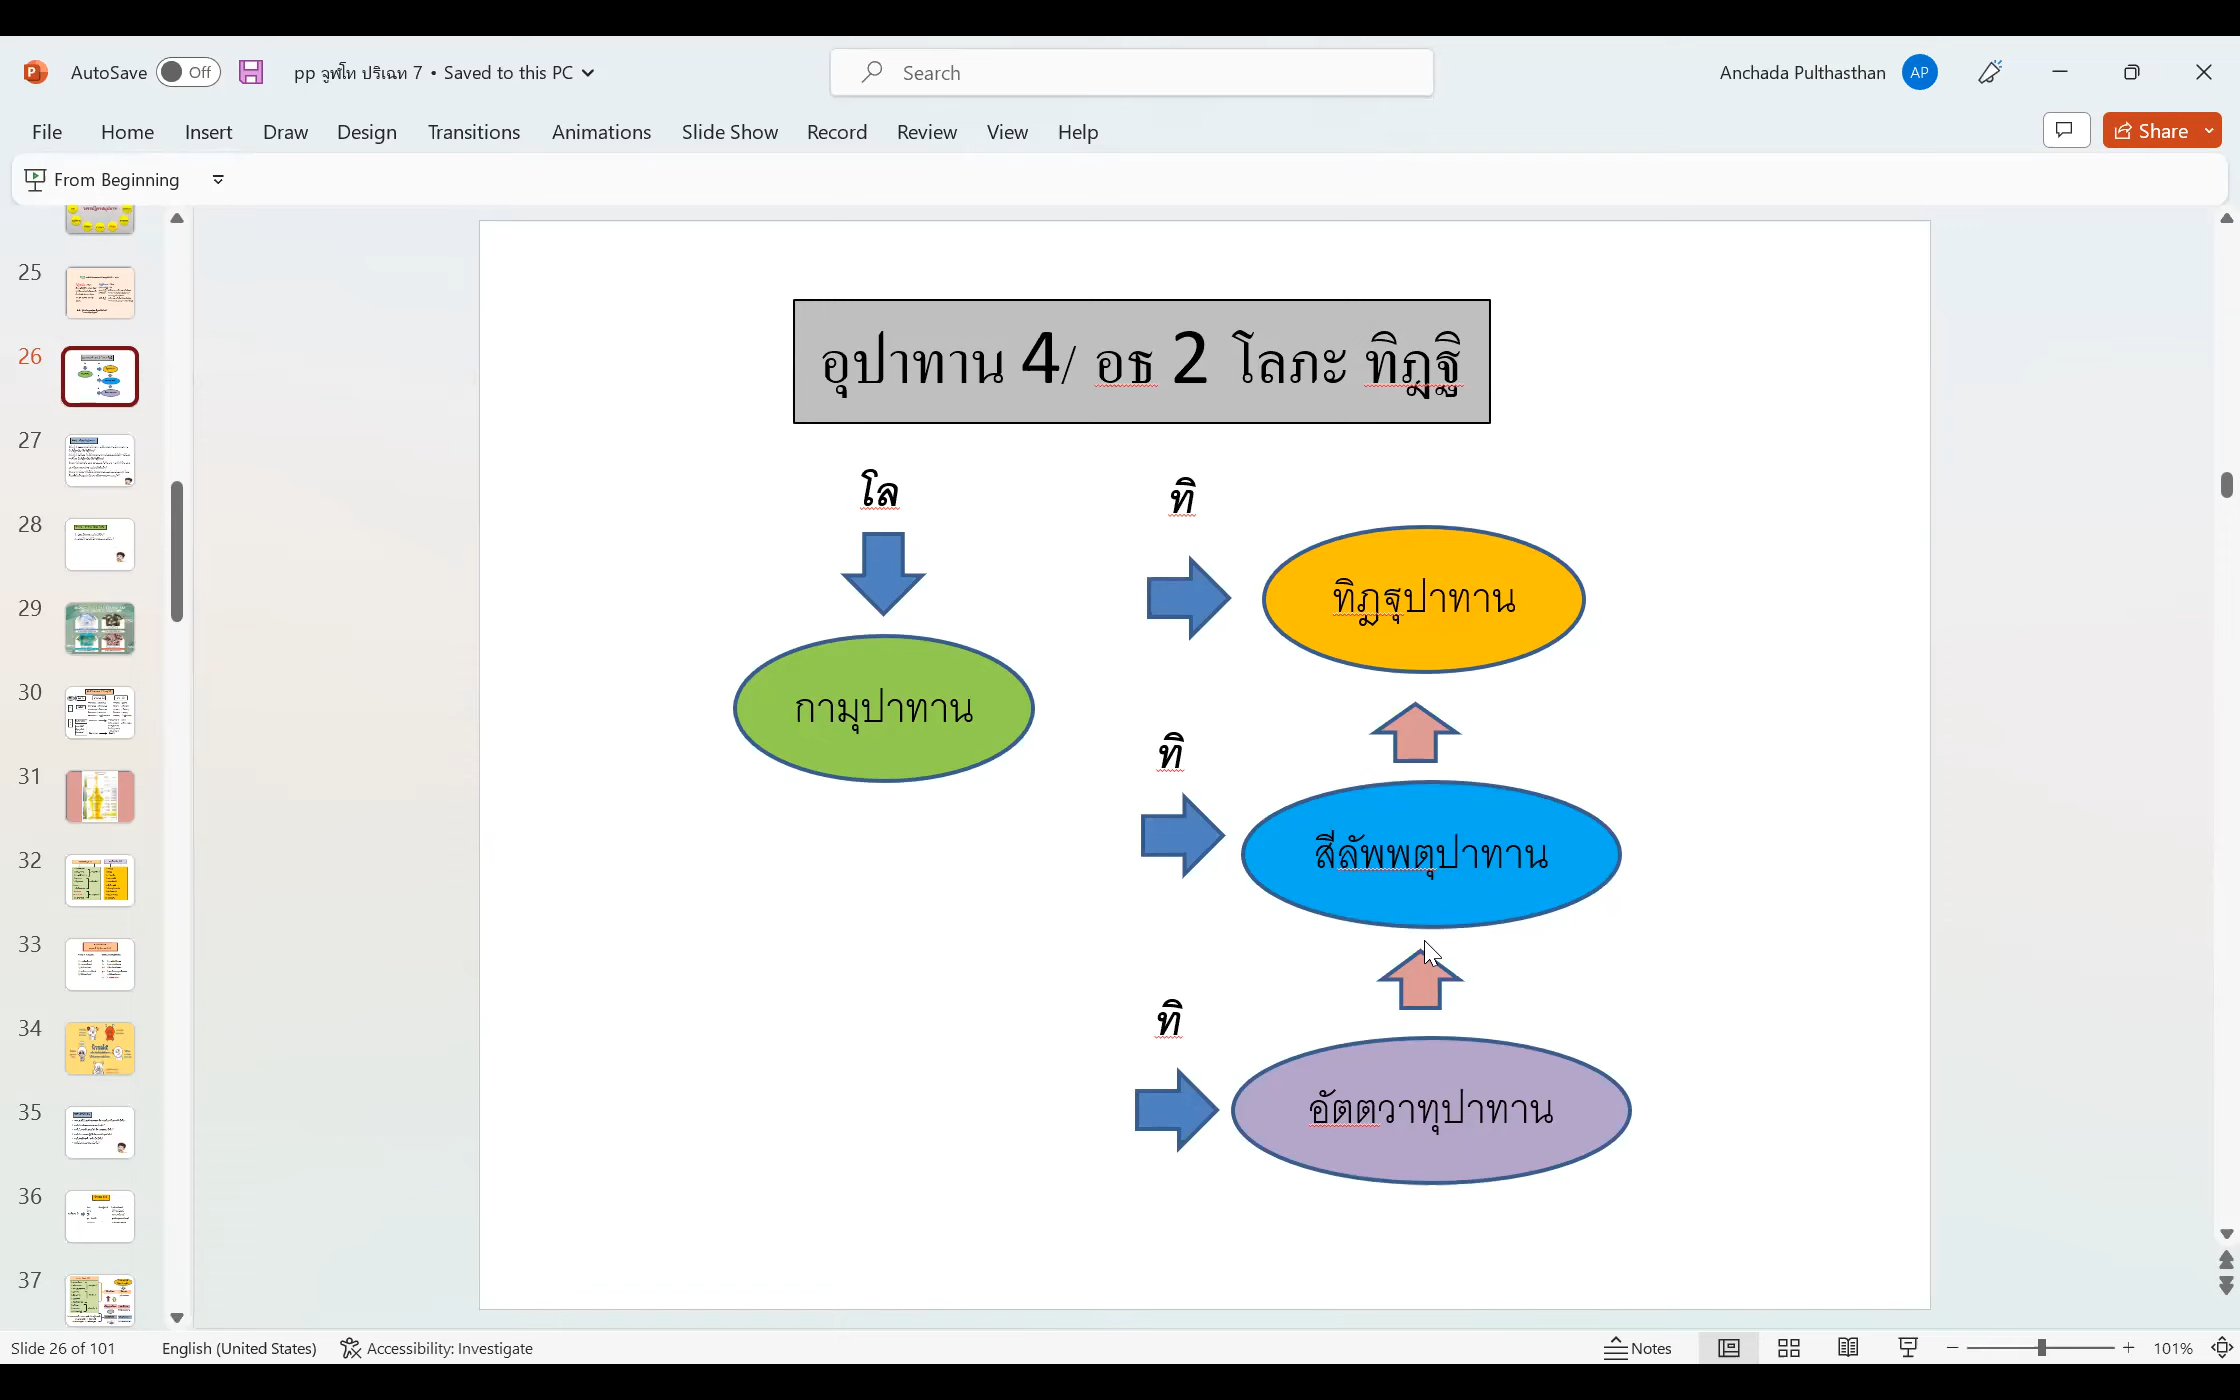 AutoSave Off pp จูฬโท ปริเฉท 7 • Saved to this PC Search Anchada Pulthasthan AP
File Home Insert Draw Design Transitions Animations Slide Show Record Review View Help Share
From Beginning
25
26
27
28
29
30
31
32
33
34
35
36
37
อุปาทาน 4/ อธ 2 โลภะ ทิฏฐิ
โล
ทิ
ทิฏฐุปาทาน
กามุปาทาน
ทิ
สีลัพพตุปาทาน
ทิ
อัตตวาทุปาทาน
Slide 26 of 101 English (United States) Accessibility: Investigate Notes 101%